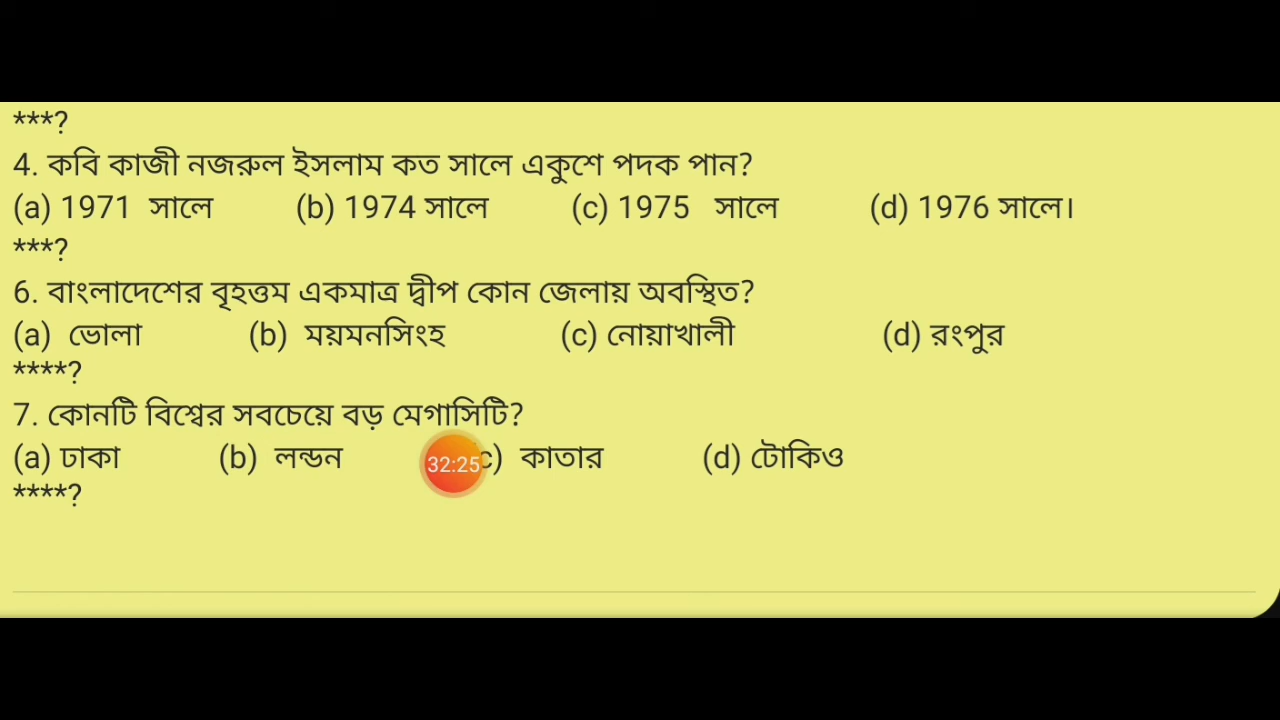 ***?
4. কবি কাজী নজরুল ইসলাম কত সালে একুশে পদক পান?
(a) 1971 সালে (b) 1974 সালে (c) 1975 সালে (d) 1976 সালে।
***?
6. বাংলাদেশের বৃহত্তম একমাত্র দ্বীপ কোন জেলায় অবস্থিত?
(a) ভোলা (b) ময়মনসিংহ (c) নোয়াখালী (d) রংপুর
****?
7. কোনটি বিশ্বের সবচেয়ে বড় মেগাসিটি?
(a) ঢাকা (b) লন্ডন 32:25 c) কাতার (d) টোকিও
****?